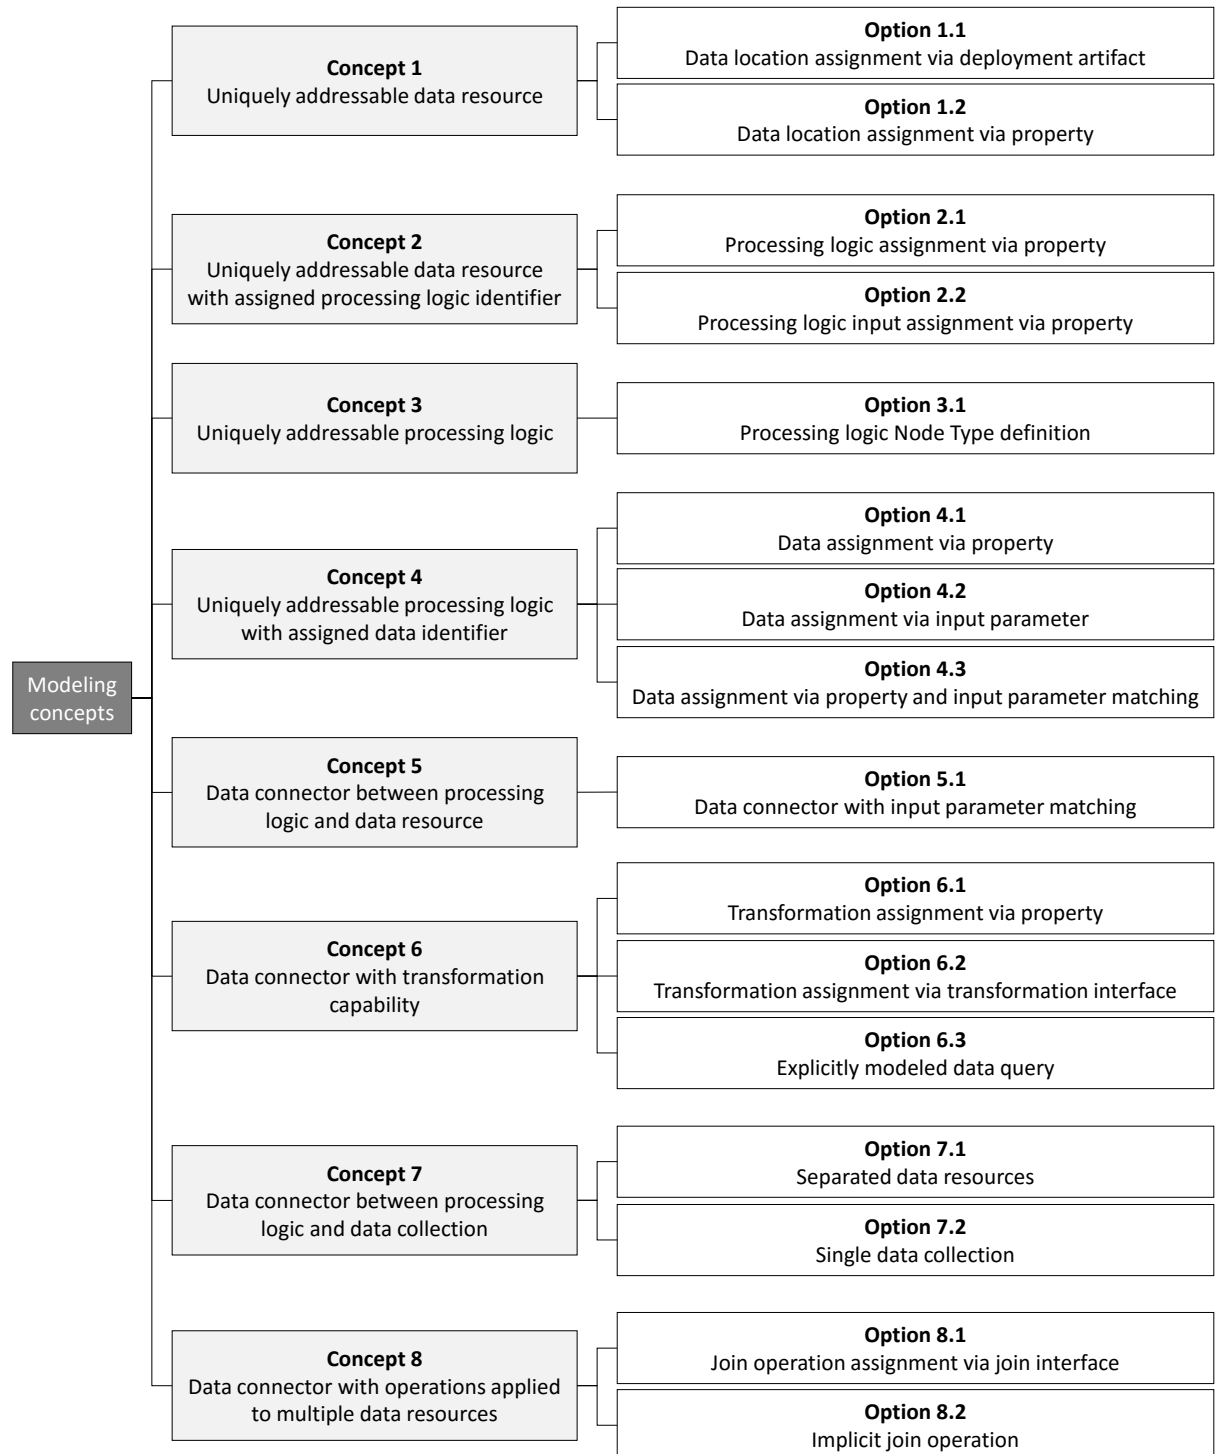 Modeling
concepts
Concept 1
Uniquely addressable data resource
Option 1.1
Data location assignment via deployment artifact
Option 1.2
Data location assignment via property
Concept 2
Uniquely addressable data resource
with assigned processing logic identifier
Option 2.1
Processing logic assignment via property
Option 2.2
Processing logic input assignment via property
Concept 3
Uniquely addressable processing logic
Option 3.1
Processing logic Node Type definition
Concept 4
Uniquely addressable processing logic
with assigned data identifier
Option 4.1
Data assignment via property
Option 4.2
Data assignment via input parameter
Option 4.3
Data assignment via property and input parameter matching
Concept 5
Data connector between processing
logic and data resource
Option 5.1
Data connector with input parameter matching
Concept 6
Data connector with transformation
capability
Option 6.1
Transformation assignment via property
Option 6.2
Transformation assignment via transformation interface
Option 6.3
Explicitly modeled data query
Concept 7
Data connector between processing
logic and data collection
Option 7.1
Separated data resources
Option 7.2
Single data collection
Concept 8
Data connector with operations applied
to multiple data resources
Option 8.1
Join operation assignment via join interface
Option 8.2
Implicit join operation